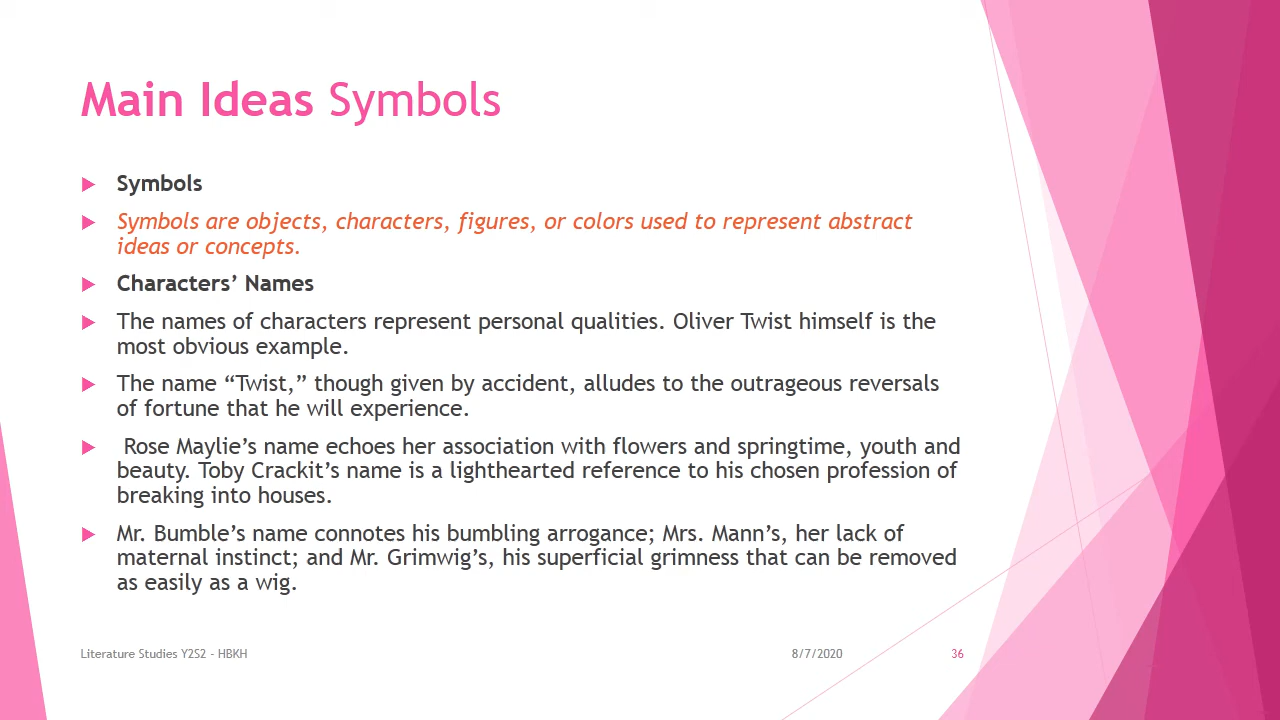 Main Ideas Symbols
Symbols
Symbols are objects, characters, figures, or colors used to represent abstract
ideas or concepts.
Characters’ Names
The names of characters represent personal qualities. Oliver Twist himself is the
most obvious example.
The name “Twist,” though given by accident, alludes to the outrageous reversals
of fortune that he will experience.
Rose Maylie’s name echoes her association with flowers and springtime, youth and
beauty. Toby Crackit’s name is a lighthearted reference to his chosen profession of
breaking into houses.
Mr. Bumble’s name connotes his bumbling arrogance; Mrs. Mann’s, her lack of
maternal instinct; and Mr. Grimwig’s, his superficial grimness that can be removed
as easily as a wig.
Literature Studies Y2S2 - HBKH
8/7/2020
36